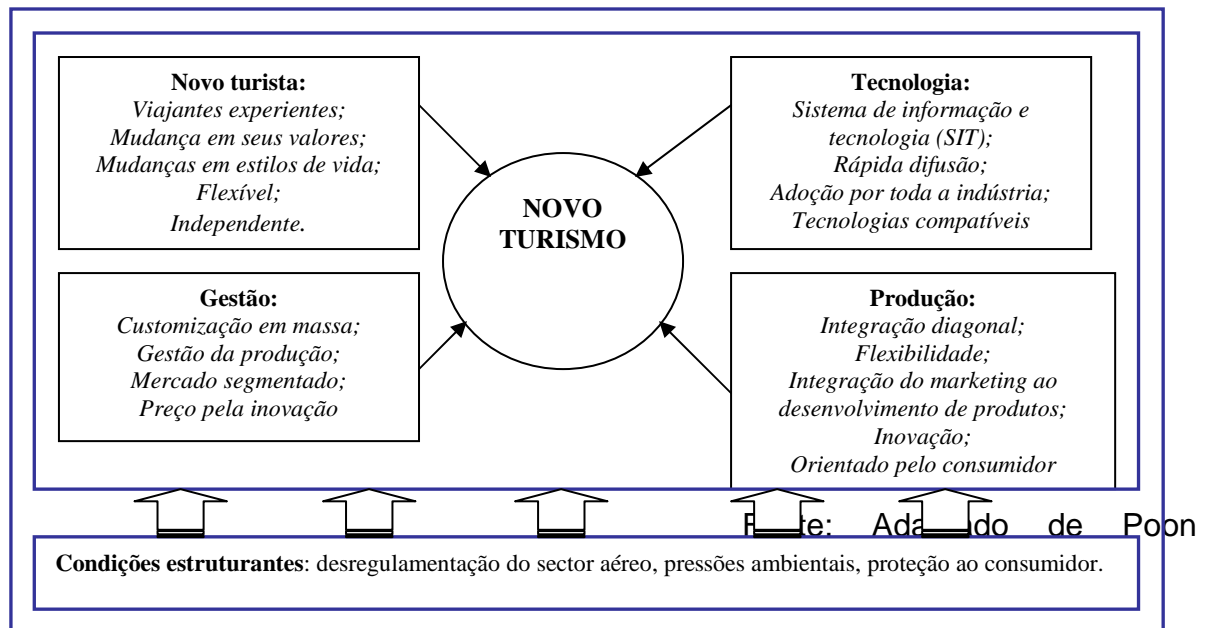 Novo turista:
Viajantes experientes;
Mudança em seus valores;
Mudanças em estilos de vida;
Flexível;
Independente.
Tecnologia:
Sistema de informação e
tecnologia (SIT);
Rápida difusão;
Adoção por toda a indústria;
Tecnologias compatíveis
NOVO
TURISMO
Gestão:
Customização em massa;
Gestão da produção;
Mercado segmentado;
Preço pela inovação
Produção:
Integração diagonal;
Flexibilidade;
Integração do marketing ao
desenvolvimento de produtos;
Inovação;
Orientado pelo consumidor
de Poon
Condições estruturantes: desregulamentação do sector aéreo, pressões ambientais, proteção ao consumidor.